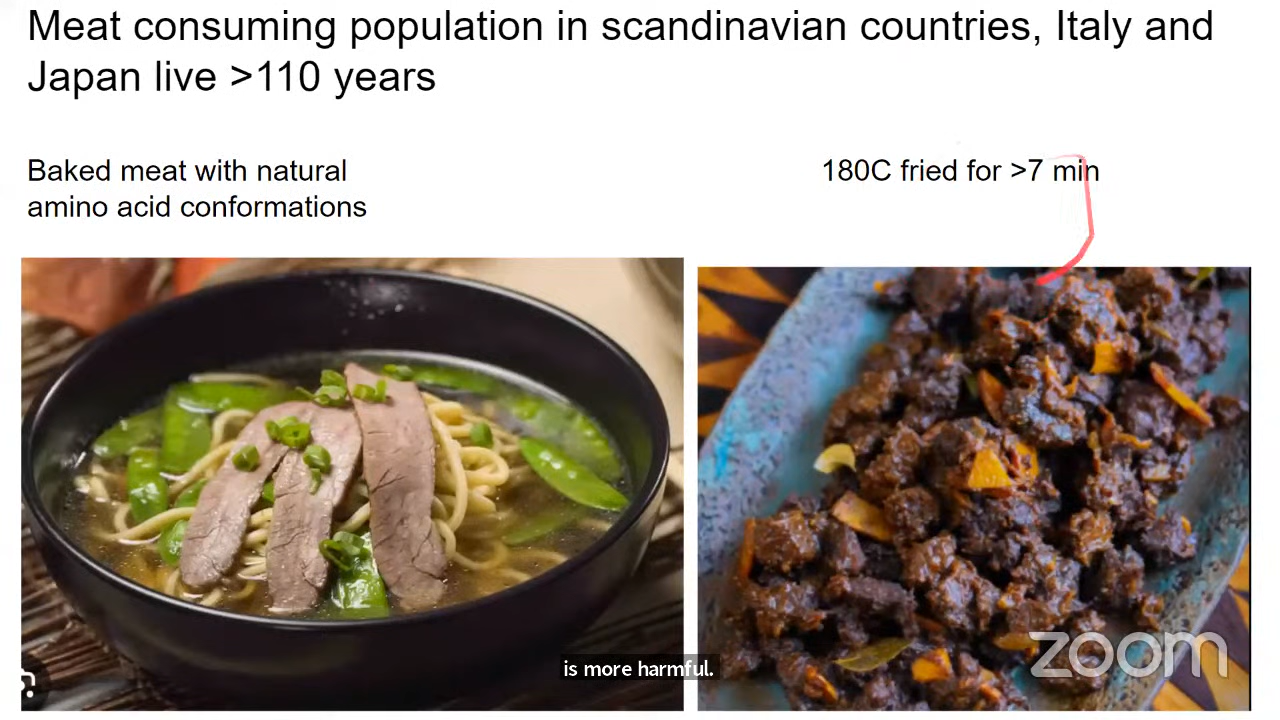 Meat consuming population in scandinavian countries, Italy and
Japan live >110 years
Baked meat with natural
amino acid conformations
180C fried for >7 min
is more harmful.
zoom